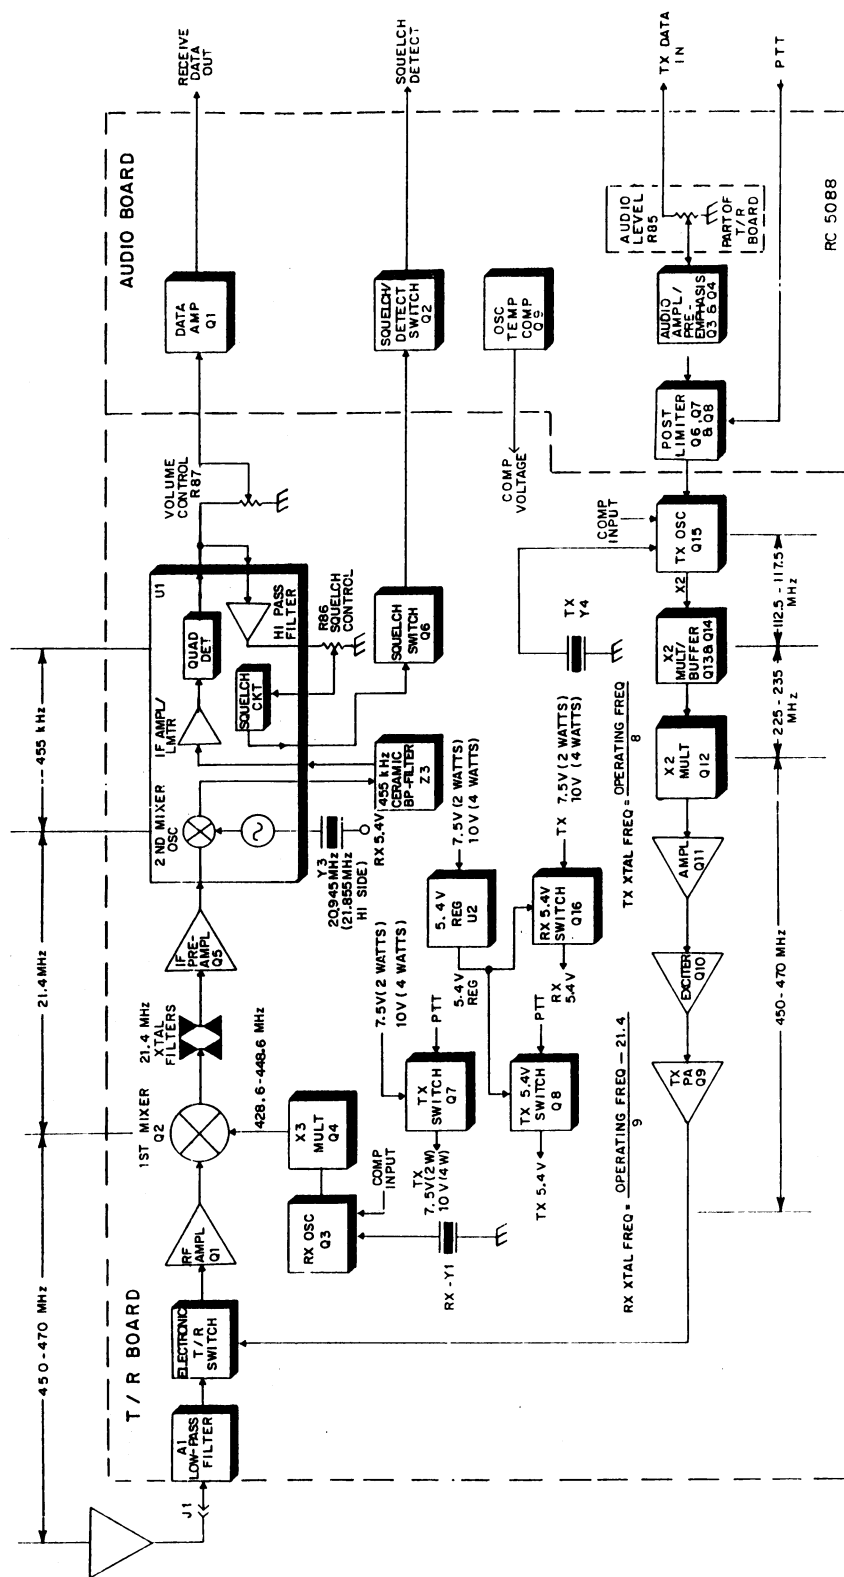 450-470 MHz
21.4MHz
455 kHz
T/R BOARD
AUDIO BOARD
J1
A1
LOW-PASS
FILTER
ELECTRONIC
T/R
SWITCH
RF
AMPL
Q1
1ST MIXER
Q2
21.4 MHz
XTAL
FILTERS
IF
PRE-
AMPL
Q5
2ND MIXER
OSC
IF AMPL/
LMTR
U1
QUAD
DET
HI PASS
FILTER
SQUELCH
CKT
R86
SQUELCH
CONTROL
VOLUME
CONTROL
R87
DATA
AMP
Q1
RECEIVE
DATA
OUT
428.6-448.6 MHz
X3
MULT
Q4
RX OSC
Q3
COMP
INPUT
RX-Y1
Y3
20.945MHz
(21.855MHz
HI SIDE)
RX 5.4V
455 kHz
CERAMIC
BP-FILTER
Z3
SQUELCH
SWITCH
Q6
SQUELCH/
DETECT
SWITCH
Q2
SQUELCH
DETECT
7.5V(2 WATTS)
10V(4 WATTS)
PTT
TX
SWITCH
Q7
TX
7.5V(2W)
10V(4W)
7.5V(2 WATTS)
10V(4 WATTS)
5.4V
REG
U2
5.4V
REG
PTT
TX 5.4V
SWITCH
Q8
TX 5.4V
TX 7.5V(2 WATTS)
10V(4 WATTS)
RX 5.4V
SWITCH
Q16
RX
5.4V
OSC
TEMP
COMP
Q9
COMP
VOLTAGE
TX
Y4
COMP
INPUT
RX XTAL FREQ = OPERATING FREQ - 21.4
9
TX XTAL FREQ = OPERATING FREQ
8
AUDIO
LEVEL
R85
PART OF
T/R
BOARD
TX DATA
IN
TX
PA
Q9
EXCITER
Q10
AMPL
Q11
X2
MULT
Q12
X2
MULT/
BUFFER
Q13&Q14
X2
TX OSC
Q15
POST
LIMITER
Q6,Q7
& Q8
AUDIO
AMPL/
PRE-
EMPHASIS
Q3 & Q4
PTT
450-470 MHz
225-235
MHz
112.5-117.5
MHz
RC 5088